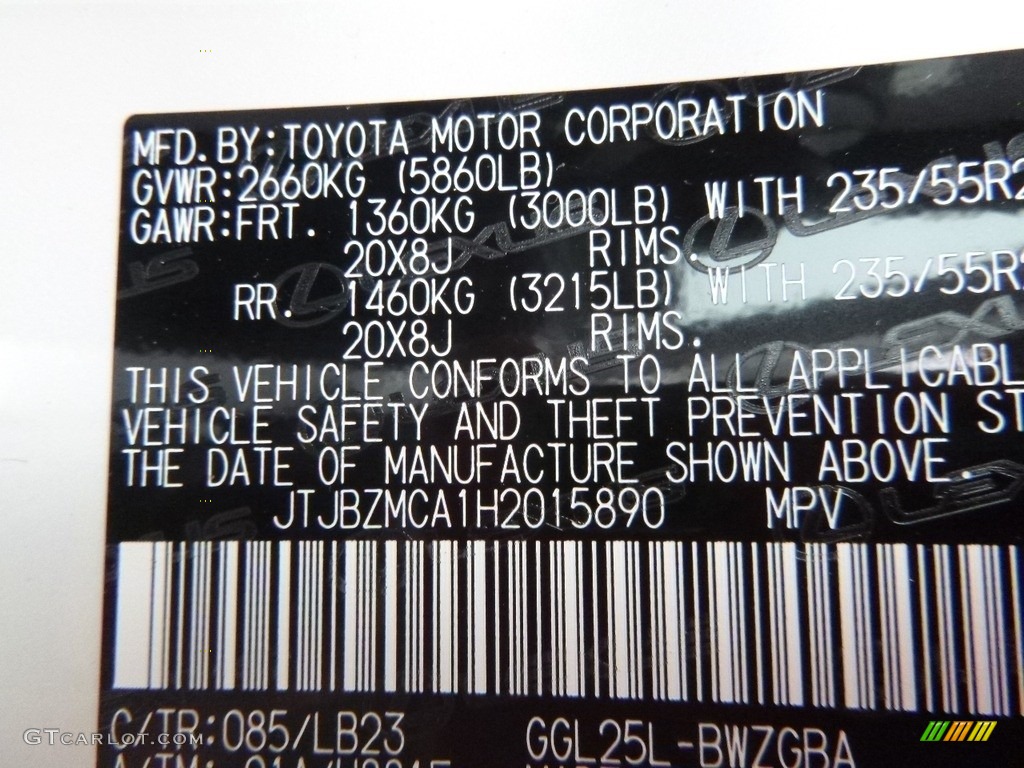 MFD.BY:TOYOTA MOTOR CORPORATION
GVWR:2660KG (5860LB)
GAWR:FRT. 1360KG (3000LB) WITH 235/55R2
20X8J RIMS.
RR. 1460KG (3215LB) WITH 235/55R2
20X8J RIMS.
THIS VEHICLE CONFORMS TO ALL APPLICABL
VEHICLE SAFETY AND THEFT PREVENTION ST
THE DATE OF MANUFACTURE SHOWN ABOVE.
JTJBZMCA1H2015890 MPV
C/TR:085/LB23 GGL25L-BWZGBA
GTCARLOT.COM